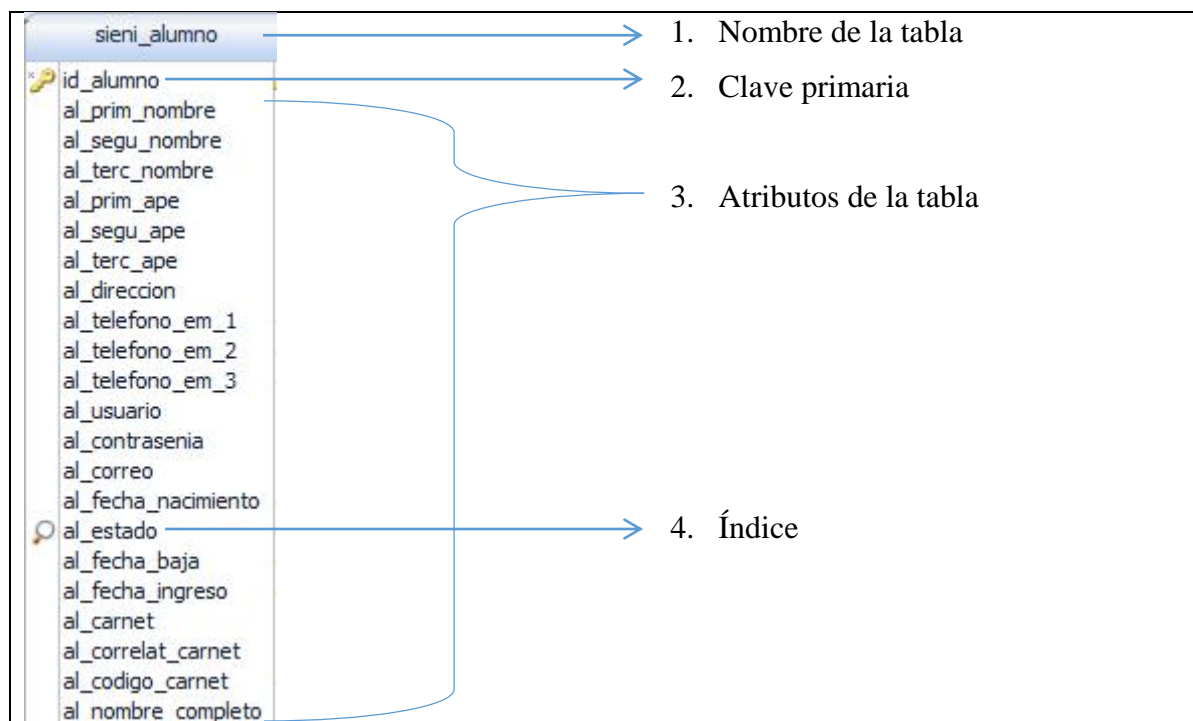 sieni_alumno
1. Nombre de la tabla
id_alumno
2. Clave primaria
al_prim_nombre
al_segu_nombre
al_terc_nombre
al_prim_ape
3. Atributos de la tabla
al_segu_ape
al_terc_ape
al_direccion
al_telefono_em_1
al_telefono_em_2
al_telefono_em_3
al_usuario
al_contrasenia
al_correo
al_fecha_nacimiento
al_estado
4. Índice
al_fecha_baja
al_fecha_ingreso
al_carnet
al_correlat_carnet
al_codigo_carnet
al_nombre_completo